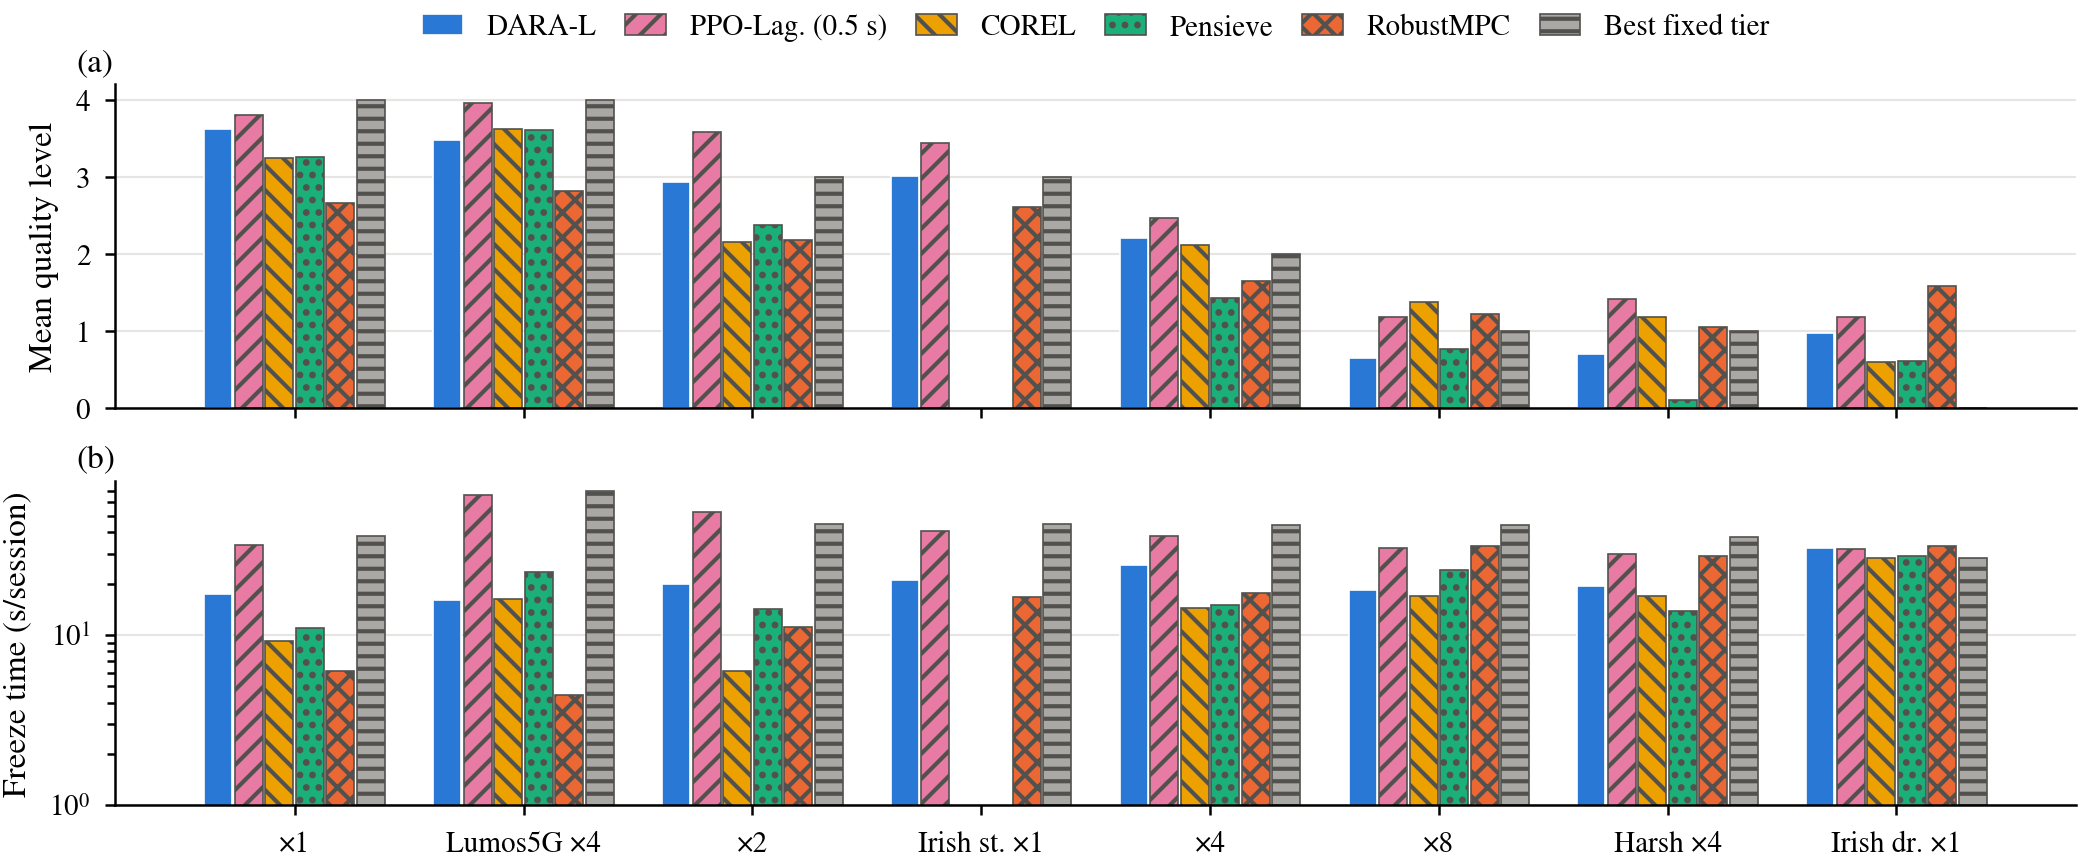 DARA-L PPO-Lag. (0.5 s) COREL Pensieve RobustMPC Best fixed tier
(a)
Mean quality level
4
3
2
1
0
(b)
Freeze time (s/session)
10¹
10⁰
×1 Lumos5G ×4 ×2 Irish st. ×1 ×4 ×8 Harsh ×4 Irish dr. ×1